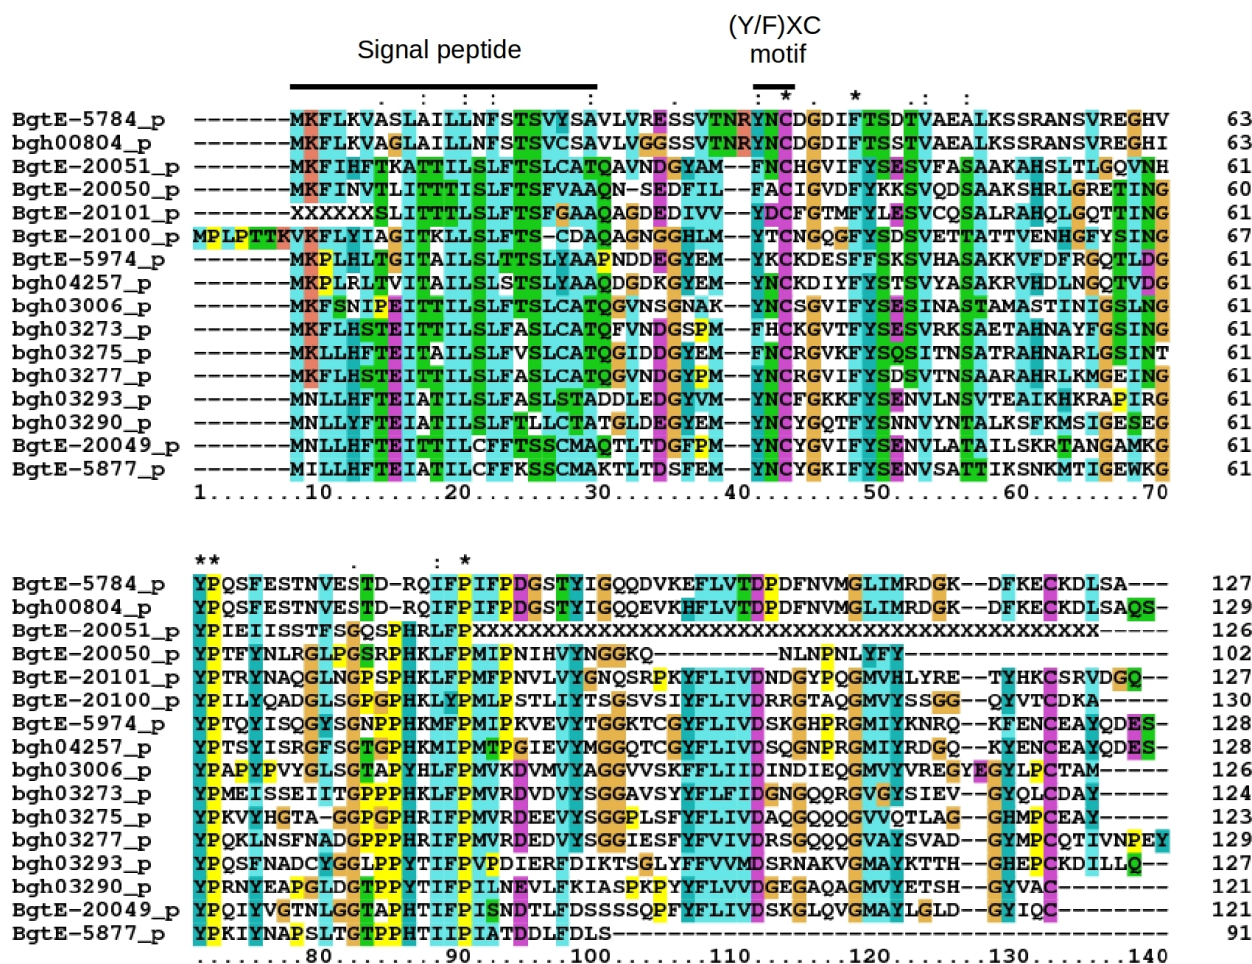 Signal peptide
(Y/F)XC
motif
. : : : : . : * . * . : :
BgtE-5784_p -------MKFLKVASLAILLNFSTSVYSAVLVRESSVTNRYNCDGDIFTSDTVAEALKSSRANSVREGHV 63
bgh00804_p -------MKFLKVAGLAILLNFSTSVCSAVLVGGSSVTNRYNCDGDIFTSSTVAEALKSSRANSVREGHI 63
BgtE-20051_p -------MKFIHFTKATTLLSLFTSLCATQAVNDGYAM--FNCHGVIFYSESVFASAAKAHSLTIGQVNH 60
BgtE-20050_p -------MKFINVTLITTTISLFTSFVAAQN-SEDFIL--FACIGVDFYKKSVQDSAAKSHRLGRETING 60
BgtE-20101_p -------XXXXXXSLITTTLSLFTSFGAAQAGDEDIVV--YDCFGTMFYLESVCQSALRAHQLGQTTING 61
BgtE-20100_p MPLPTTKVKFLYIAGITKLLSLFTS-CDAQAGNGGHLM--YTCNGQGFYSDSVETTATTVENHGFYSING 67
BgtE-5974_p -------MKPLHLTGITAILSLTTSLYAAPNDDEGYEM--YKCKDESFFSKSVHASAKKVFDFRGQTLDG 61
bgh04257_p -------MKPLRLTVITAILSLSTSLYAAQDGDKGYEM--YNCKDIYFYSTSVYASAKRVHDLNGQTVDG 61
bgh03006_p -------MKFSNIPEITTILSLFTSLCATQGVNSGNAK--YNCSGVIFYSESINASTAMASTINIGSLNG 61
bgh03273_p -------MKFLHSTEITTILSLFASLCATQFVNDGSPM--FHCKGVTFYSESVRKSAETAHNAYFGSING 61
bgh03275_p -------MKLLHFTEITAILSLFVSLCATQGIDDGYEM--FNCRGVKFYSQSITNSATRAHNARLGSINT 61
bgh03277_p -------MKFLHSTEITTILSLFASLCATQGVNDGYPM--YNCRGVIFYSDSVTNSAARAHRLKMGEING 61
bgh03293_p -------MNLLHFTEIATILSLFASLSTADDLEDGYVM--YNCFGKKFYSENVLNSVTEAIKHKRAPIRG 61
bgh03290_p -------MNLLYFTEIATILSLFTLLCTATGLDEGYEM--YNCYGQTFYSNNVYNTALKSFKMSIGESEG 61
BgtE-20049_p -------MNLLHFTEITTILCFFTSSCMAQTLTDGFPM--YNCYGVIFYSENVLATAILSKRTANGAMKG 61
BgtE-5877_p -------MILLHFTEIATILCFFKSSCMAKTLTDSFEM--YNCYGKIFYSENVSATTIKSNKMTIGEWKG 61
1.......10........20........30........40........50........60........70
** . : *
BgtE-5784_p YPQSFESTNVESTD-RQIFPIFPDGSTYIGQQDVKEFLVTDPDFNVMGLIMRDGK--DFKECKDLSA--- 127
bgh00804_p YPQSFESTNVESTD-RQIFPIFPDGSTYIGQQEVKHFLVTDPDFNVMGLIMRDGK--DFKECKDLSAQS- 129
BgtE-20051_p YPIEIISSTFSGQSPHRLFPXXXXXXXXXXXXXXXXXXXXXXXXXXXXXXXXXXXXXXXXXXXXX----- 126
BgtE-20050_p YPTFYNLRGLPGSRPHKLFPMIPNIHVYNGGKQ---------NLNPNLYFYF------------------ 102
BgtE-20101_p YPTRYNAQGLNGPSPHKMFPNVLVYGNQSRPKYFLIVDNDGYPQGMVHLYRE--TYHKCSRVDGQ-- 127
BgtE-20100_p YPILYQADGLSGPGPHKLYPMLPSTLIYTSGSVSIYFLIVDRRGTAQGMVYSSGG--QYVTCDKA----- 130
BgtE-5974_p YPTQYISQGYSGNPPHKMFPMIPKVEVYTGGKTCGYFLIVDSKGHPRGMIYKNRQ--KFENCEAYQDES- 128
bgh04257_p YPTSYISRGFSGTGPHKMIPMTPGIEVYMGGQTCGYFLIVDSQGNPRGMIYRDGQ--KYENCEAYQDES- 128
bgh03006_p YPAPYPVYGLSGTAPYHLFPMVKDVMVYAGGVVSKFFLIIDINDIEQGMVYVREGYEGYLPCTAM----- 126
bgh03273_p YPMEISSEIITGPPPHKLFPMVRDVDVYSGGAVSYYFLFIDGNGQQRGVGYSIEV--GYQLCDAY----- 124
bgh03275_p YPKVYHGTA-GGPGPHRIFPMVRDEEVYSGGPLSFYFLIVDAQGQQQGVVQTLAG--GHMPCEAY----- 123
bgh03277_p YPQKLNSFNADGPPPHRIFPMVRDEDVYSGGIESFYFVIVDRSGQQQGVAYSVAD--GYMPCQTIVNPEY 129
bgh03293_p YPQSFNADCYGGLPPYTIFPVPDIERFDIKTSGLYFFVVMDSRNAKVGMAYKTTH--GHEPCKDILLQ-- 127
bgh03290_p YPRNYEAPGLDGTPPYTIFPILNEVLFKIASPKPYYFLVVDGEGAQAGMVYETSH--GYVAC-------- 121
BgtE-20049_p YPQIYVGTNLGGTAPHTIFPISNDTLFDSSSSQPFYFLIVDSKGLQVGMAYLGLD--GYIQC-------- 121
BgtE-5877_p YPKIYNAPSLTGTPPHTIIPIATDDLFDLS---------------------------------------- 91
.........80........90........100.......110.......120.......130.......140